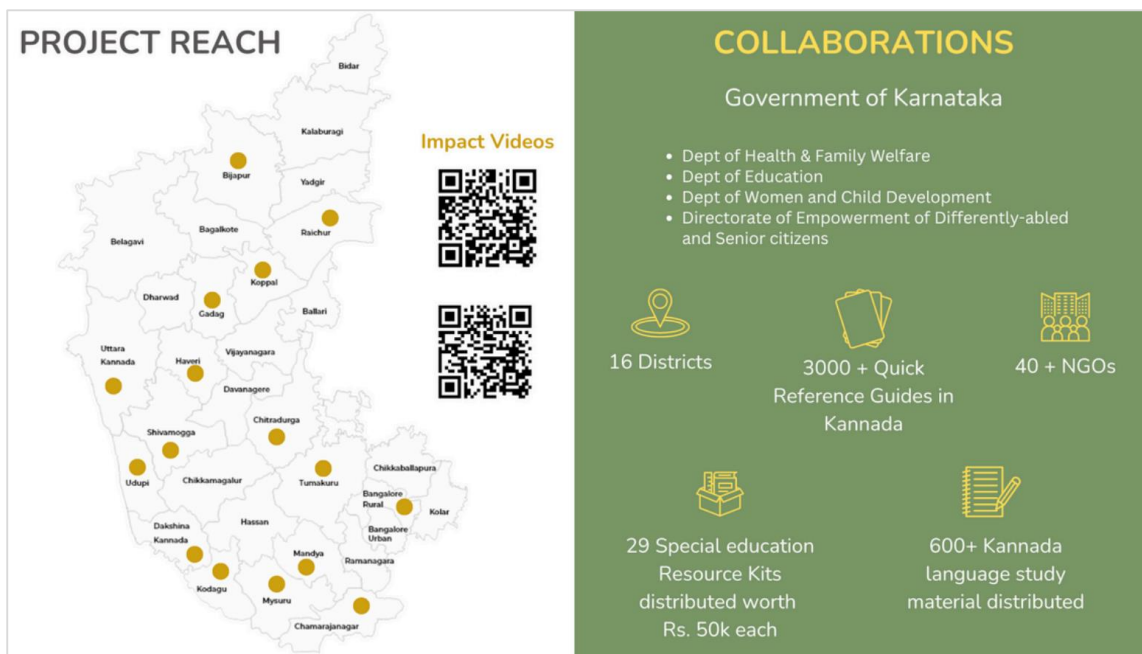 PROJECT REACH
Bidar
Kalaburagi
Bijapur
Yadgir
Bagalkote
Raichur
Belagavi
Koppal
Dharwad
Gadag
Ballari
Uttara
Kannada
Haveri
Vijayanagara
Davanagere
Shivamogga
Chitradurga
Udupi
Chikkamagalur
Tumakuru
Chikkaballapura
Bangalore
Rural
Kolar
Bangalore
Urban
Dakshina
Kannada
Hassan
Mandya
Ramanagara
Kodagu
Mysuru
Chamarajanagar
Impact Videos
COLLABORATIONS
Government of Karnataka
• Dept of Health & Family Welfare
• Dept of Education
• Dept of Women and Child Development
• Directorate of Empowerment of Differently-abled
and Senior citizens
16 Districts
3000 + Quick
Reference Guides in
Kannada
40 + NGOs
29 Special education
Resource Kits
distributed worth
Rs. 50k each
600+ Kannada
language study
material distributed